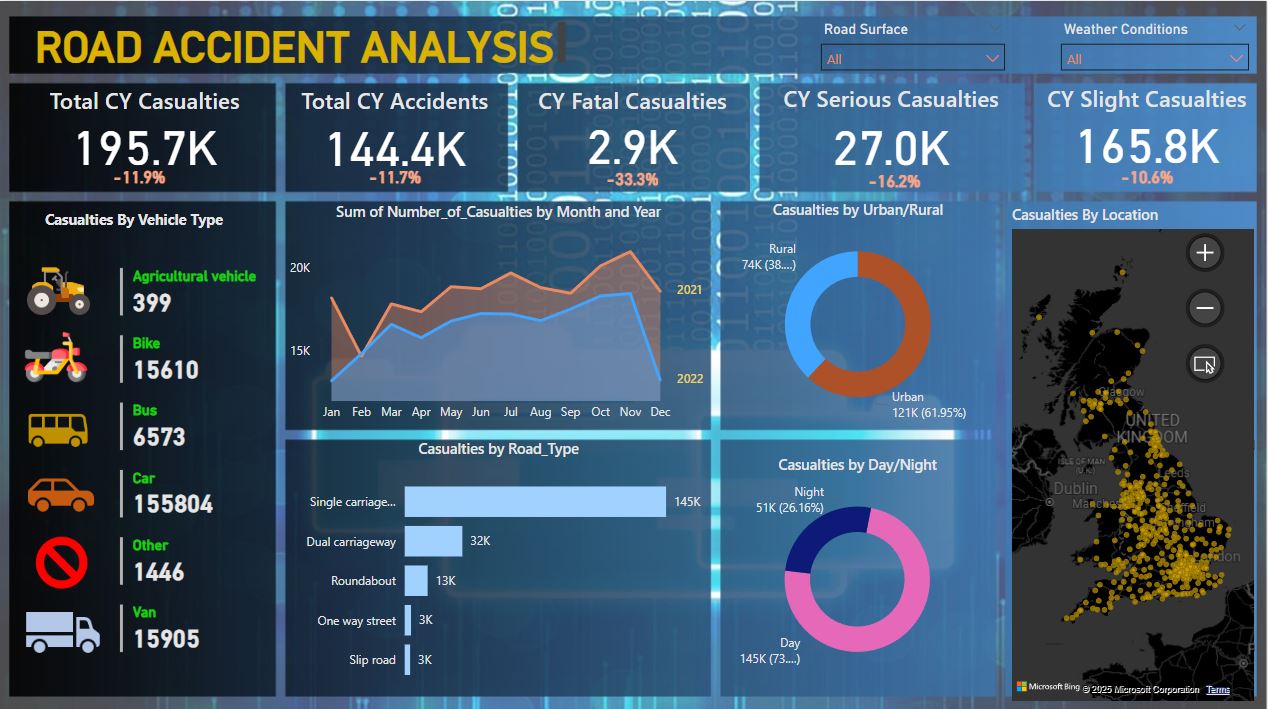 ROAD ACCIDENT ANALYSIS
Road Surface
All
Weather Conditions
All
Total CY Casualties
195.7K
-11.9%
Total CY Accidents
144.4K
-11.7%
CY Fatal Casualties
2.9K
-33.3%
CY Serious Casualties
27.0K
-16.2%
CY Slight Casualties
165.8K
-10.6%
Casualties By Vehicle Type
Agricultural vehicle
399
Bike
15610
Bus
6573
Car
155804
Other
1446
Van
15905
Sum of Number_of_Casualties by Month and Year
20K
15K
2021
2022
Jan Feb Mar Apr May Jun Jul Aug Sep Oct Nov Dec
Casualties by Road_Type
Single carriage... 145K
Dual carriageway 32K
Roundabout 13K
One way street 3K
Slip road 3K
Casualties by Urban/Rural
Rural
74K (38....)
Urban
121K (61.95%)
Casualties by Day/Night
Night
51K (26.16%)
Day
145K (73....)
Casualties By Location
Glasgow
UNITED
KINGDOM
ISLE OF MAN
(U.K.)
Leeds
Dublin
Microsoft Bing
© 2025 Microsoft Corporation Terms